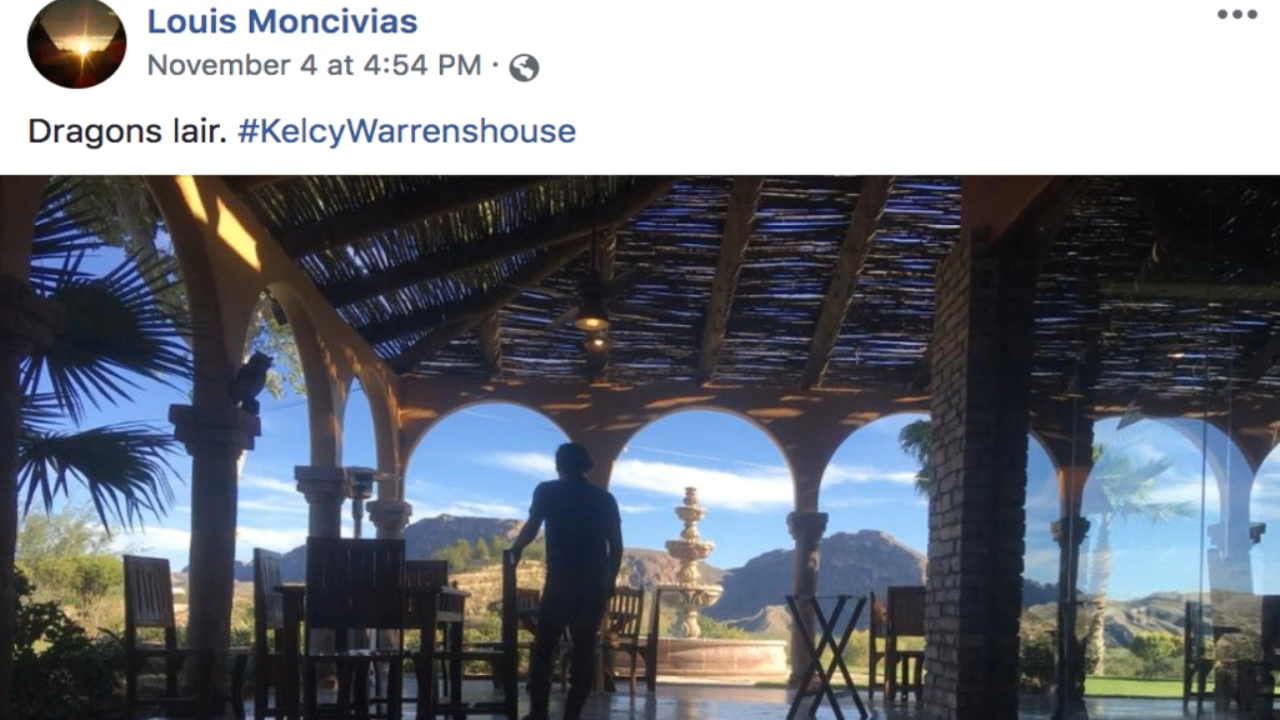 Louis Moncivias
November 4 at 4:54 PM ·
Dragons lair. #KelcyWarrenshouse